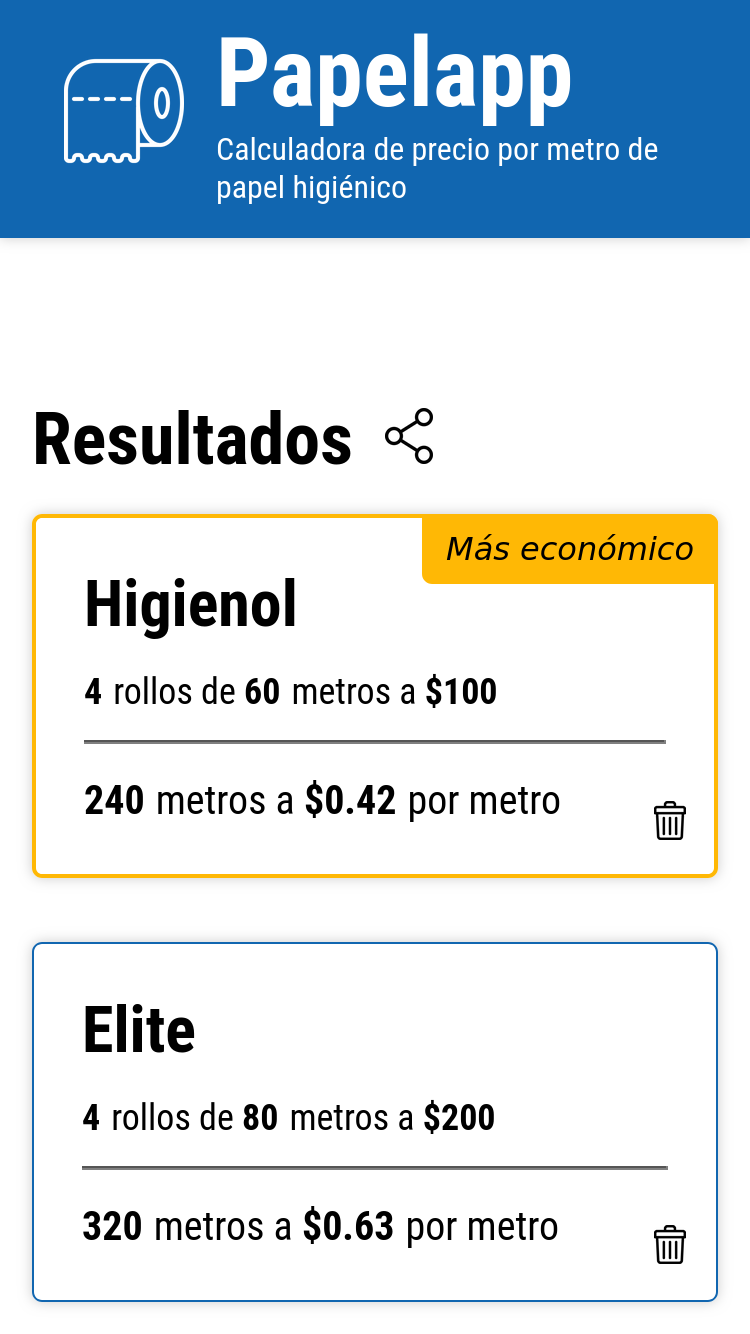 Papelapp
Calculadora de precio por metro de
papel higiénico
Resultados
Más económico
Higienol
4 rollos de 60 metros a $100
240 metros a $0.42 por metro
Elite
4 rollos de 80 metros a $200
320 metros a $0.63 por metro